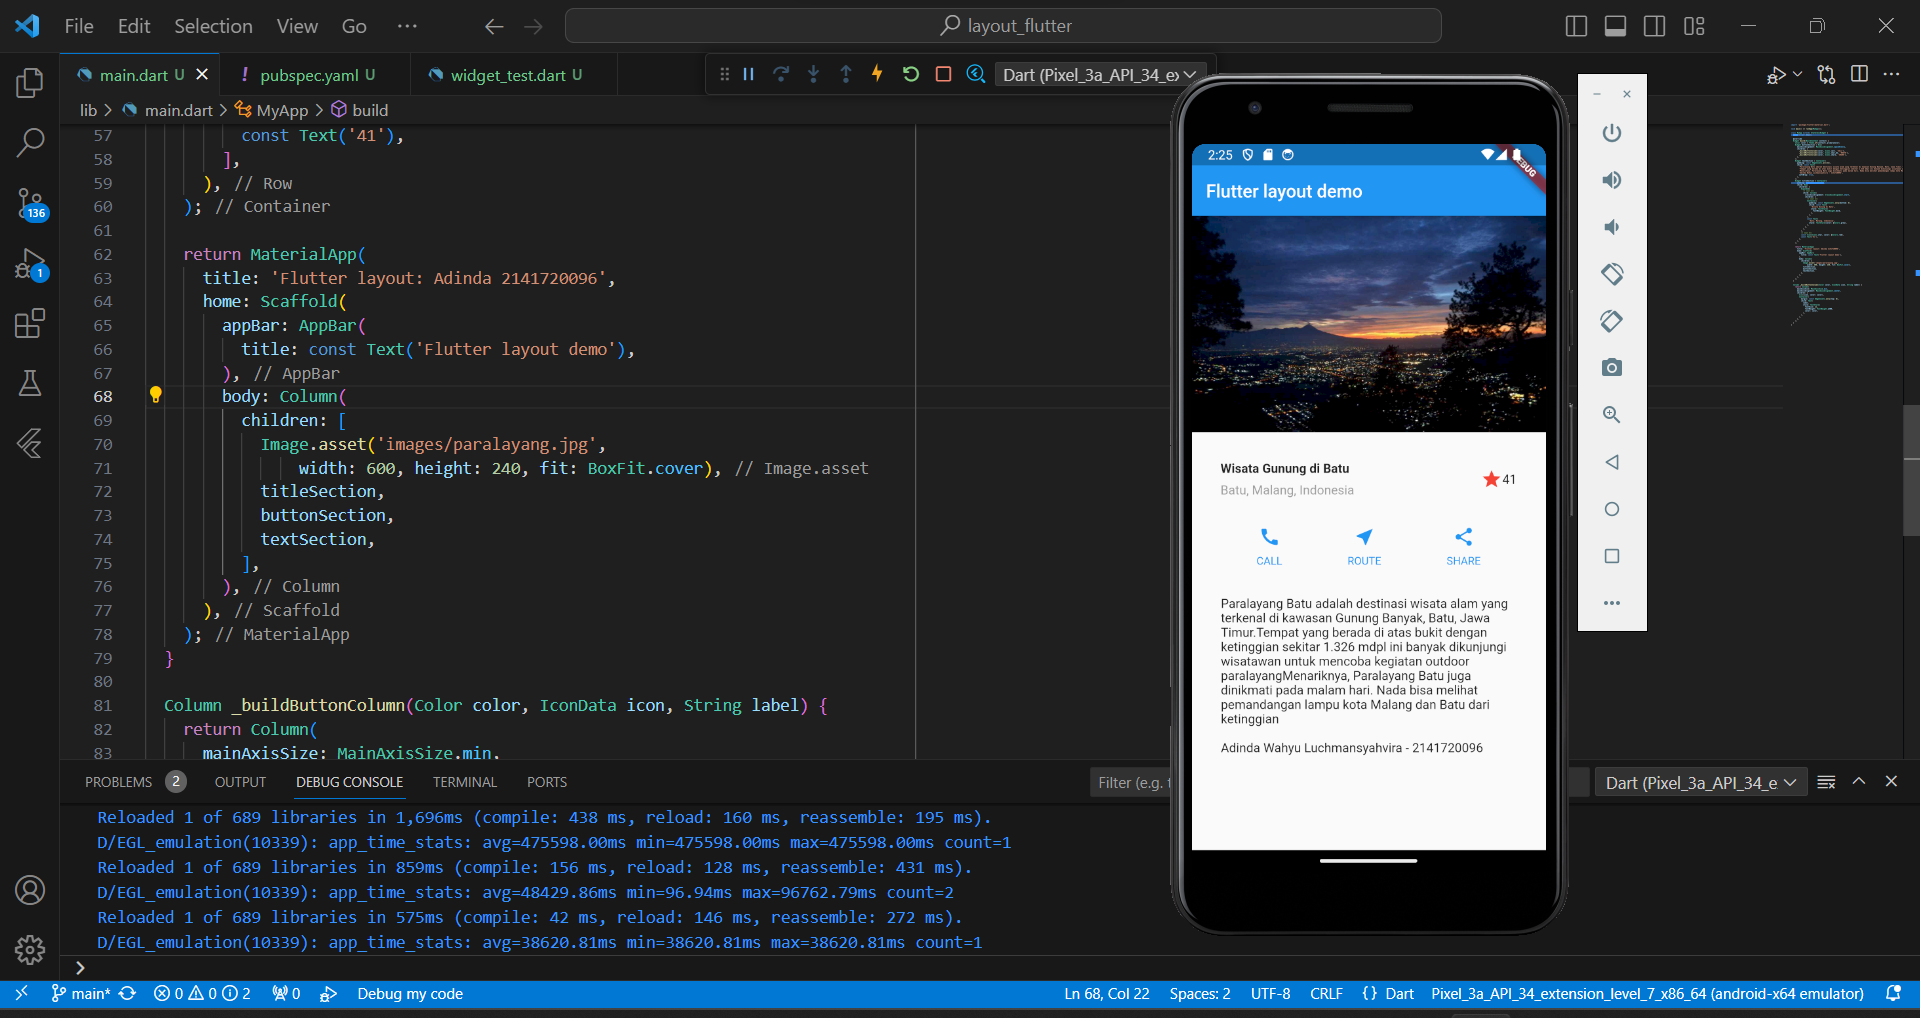 File Edit Selection View Go ··· layout_flutter
main.dart U pubspec.yaml U widget_test.dart U Dart (Pixel_3a_API_34_e
lib > main.dart > MyApp > build
57 const Text('41'),
58 ],
59 ), // Row
60 ); // Container
61
62 return MaterialApp(
63 title: 'Flutter layout: Adinda 2141720096',
64 home: Scaffold(
65 appBar: AppBar(
66 title: const Text('Flutter layout demo'),
67 ), // AppBar
68 body: Column(
69 children: [
70 Image.asset('images/paralayang.jpg',
71 width: 600, height: 240, fit: BoxFit.cover), // Image.asset
72 titleSection,
73 buttonSection,
74 textSection,
75 ],
76 ), // Column
77 ), // Scaffold
78 ); // MaterialApp
79 }
80
81 Column _buildButtonColumn(Color color, IconData icon, String label) {
82 return Column(
83 mainAxisSize: MainAxisSize.min,
136
1
2:25
DEBUG
Flutter layout demo
Wisata Gunung di Batu
Batu, Malang, Indonesia
41
CALL ROUTE SHARE
Paralayang Batu adalah destinasi wisata alam yang
terkenal di kawasan Gunung Banyak, Batu, Jawa
Timur.Tempat yang berada di atas bukit dengan
ketinggian sekitar 1.326 mdpl ini banyak dikunjungi
wisatawan untuk mencoba kegiatan outdoor
paralayangMenariknya, Paralayang Batu juga
dinikmati pada malam hari. Nada bisa melihat
pemandangan lampu kota Malang dan Batu dari
ketinggian
Adinda Wahyu Luchmansyahvira - 2141720096
PROBLEMS 2 OUTPUT DEBUG CONSOLE TERMINAL PORTS Filter (e.g. Dart (Pixel_3a_API_34_e
Reloaded 1 of 689 libraries in 1,696ms (compile: 438 ms, reload: 160 ms, reassemble: 195 ms).
D/EGL_emulation(10339): app_time_stats: avg=475598.00ms min=475598.00ms max=475598.00ms count=1
Reloaded 1 of 689 libraries in 859ms (compile: 156 ms, reload: 128 ms, reassemble: 431 ms).
D/EGL_emulation(10339): app_time_stats: avg=48429.86ms min=96.94ms max=96762.79ms count=2
Reloaded 1 of 689 libraries in 575ms (compile: 42 ms, reload: 146 ms, reassemble: 272 ms).
D/EGL_emulation(10339): app_time_stats: avg=38620.81ms min=38620.81ms max=38620.81ms count=1
>
main* 0 0 2 0 Debug my code Ln 68, Col 22 Spaces: 2 UTF-8 CRLF {} Dart Pixel_3a_API_34_extension_level_7_x86_64 (android-x64 emulator)